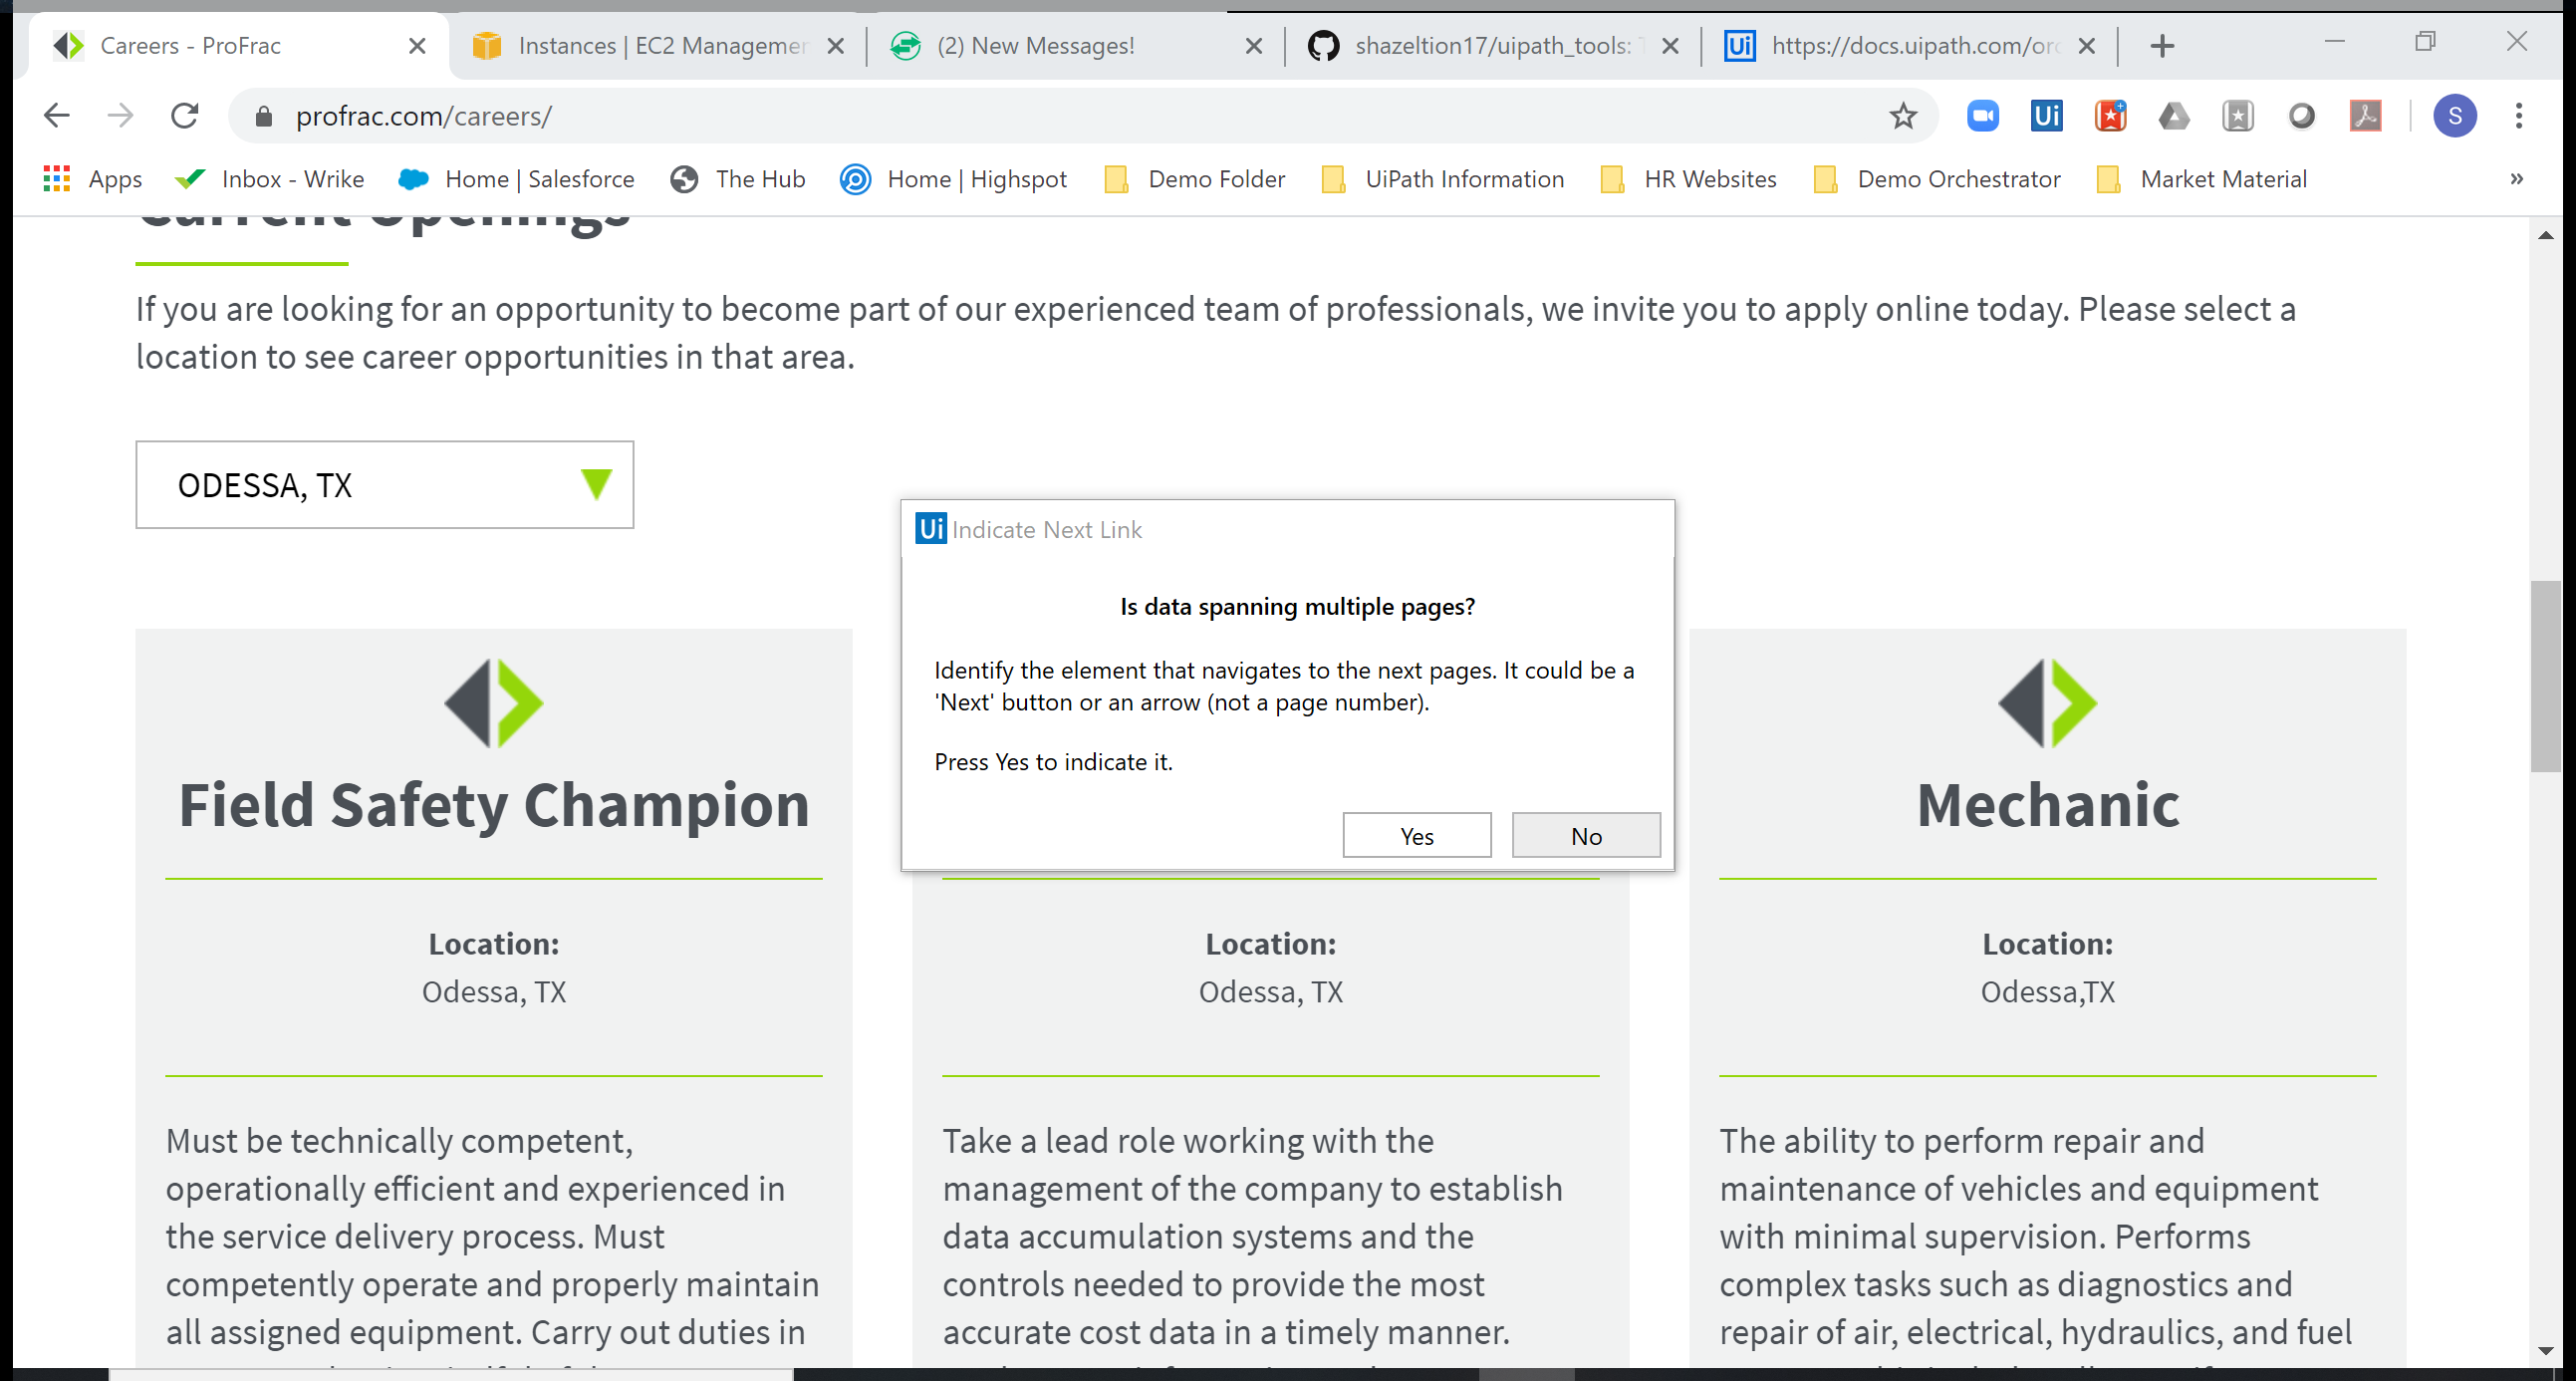 Careers - ProFrac
Instances | EC2 Managemen
(2) New Messages!
shazeltion17/uipath_tools:
Ui https://docs.uipath.com/orc
profrac.com/careers/
Ui
S
Apps
Inbox - Wrike
Home | Salesforce
The Hub
Home | Highspot
Demo Folder
UiPath Information
HR Websites
Demo Orchestrator
Market Material
»
Current Openings
If you are looking for an opportunity to become part of our experienced team of professionals, we invite you to apply online today. Please select a
location to see career opportunities in that area.
ODESSA, TX
Ui Indicate Next Link
Is data spanning multiple pages?
Identify the element that navigates to the next pages. It could be a
'Next' button or an arrow (not a page number).
Press Yes to indicate it.
Yes
No
Field Safety Champion
Location:
Odessa, TX
Must be technically competent,
operationally efficient and experienced in
the service delivery process. Must
competently operate and properly maintain
all assigned equipment. Carry out duties in
Location:
Odessa, TX
Take a lead role working with the
management of the company to establish
data accumulation systems and the
controls needed to provide the most
accurate cost data in a timely manner.
Mechanic
Location:
Odessa,TX
The ability to perform repair and
maintenance of vehicles and equipment
with minimal supervision. Performs
complex tasks such as diagnostics and
repair of air, electrical, hydraulics, and fuel